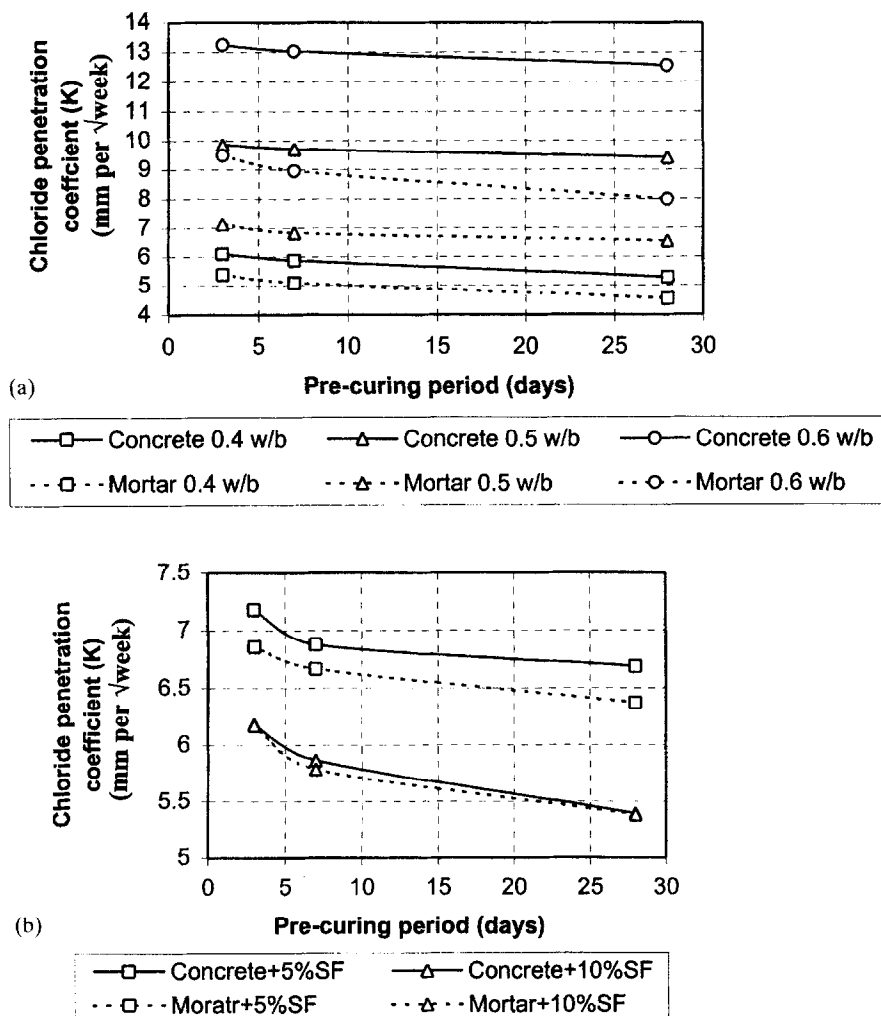 14
13
12
11
10
9
8
7
6
5
4
Chloride penetration
coeffcient (K)
(mm per √week)
0 5 10 15 20 25 30
Pre-curing period (days)
(a)
Concrete 0.4 w/b Concrete 0.5 w/b Concrete 0.6 w/b
Mortar 0.4 w/b Mortar 0.5 w/b Mortar 0.6 w/b
7.5
7
6.5
6
5.5
5
Chloride penetration
coefficient (K)
(mm per √week)
0 5 10 15 20 25 30
Pre-curing period (days)
(b)
Concrete+5%SF Concrete+10%SF
Moratr+5%SF Mortar+10%SF